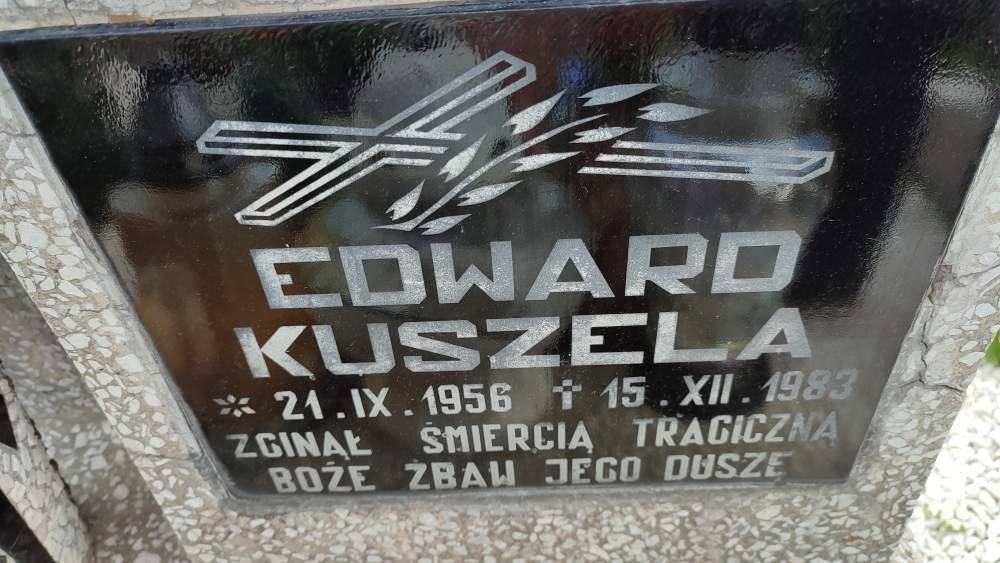 EDWARD
KUSZELA
* 21.IX.1956 † 15.XII.1983
ZGINĄŁ ŚMIERCIĄ TRAGICZNĄ
BOŻE ZBAW JEGO DUSZĘ